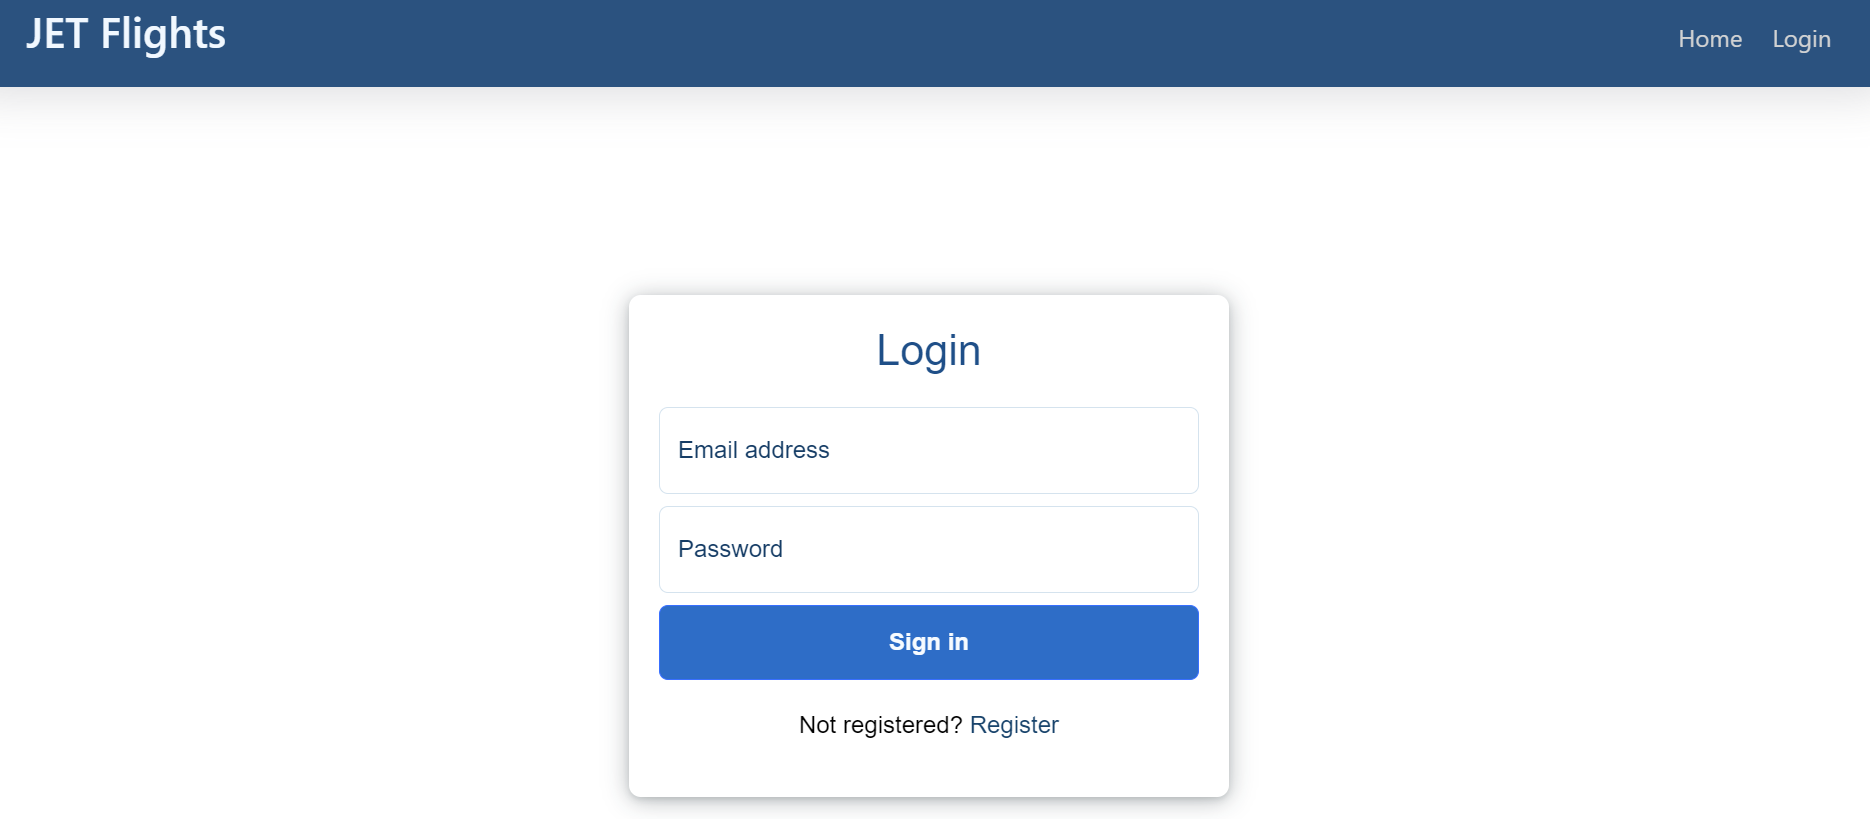 JET Flights
Home Login
Login
Email address
Password
Sign in
Not registered? Register